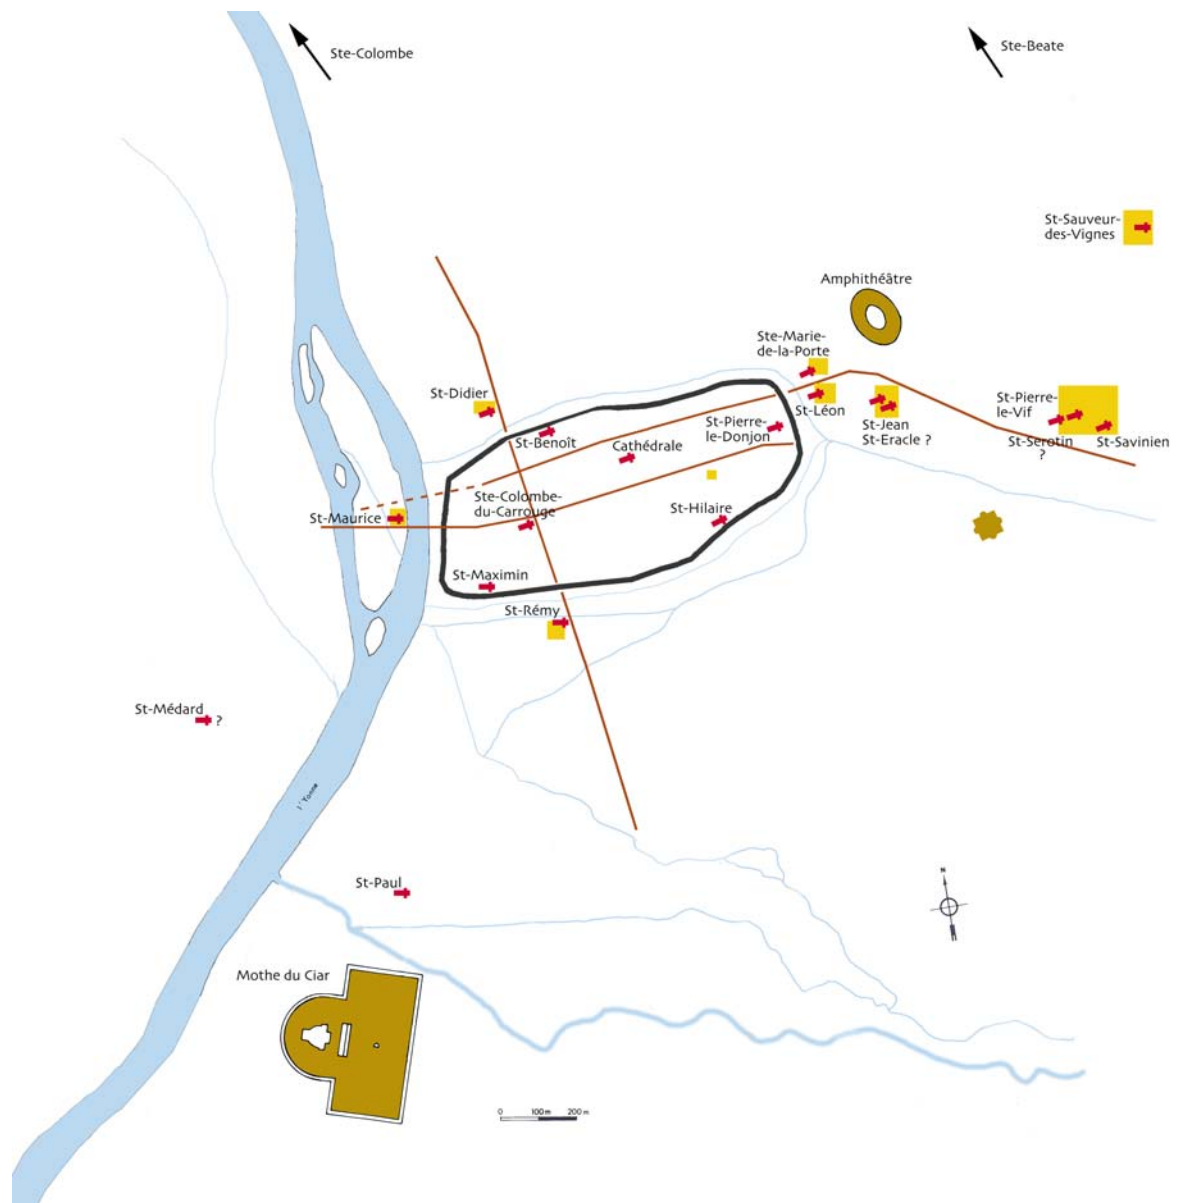 Ste-Colombe
Ste-Beate
St-Sauveur-
des-Vignes
Amphithéâtre
Ste-Marie-
de-la-Porte
St-Didier
St-Léon
St-Pierre-
le-Vif
St-Benoît
Cathédrale
St-Pierre-
le-Donjon
St-Jean
St-Eracle ?
St-Serotin
?
St-Savinien
Ste-Colombe-
du-Carrouge
St-Maurice
St-Hilaire
St-Maximin
St-Rémy
St-Médard
?
l'Yonne
St-Paul
N
Mothe du Ciar
0 100 m 200 m